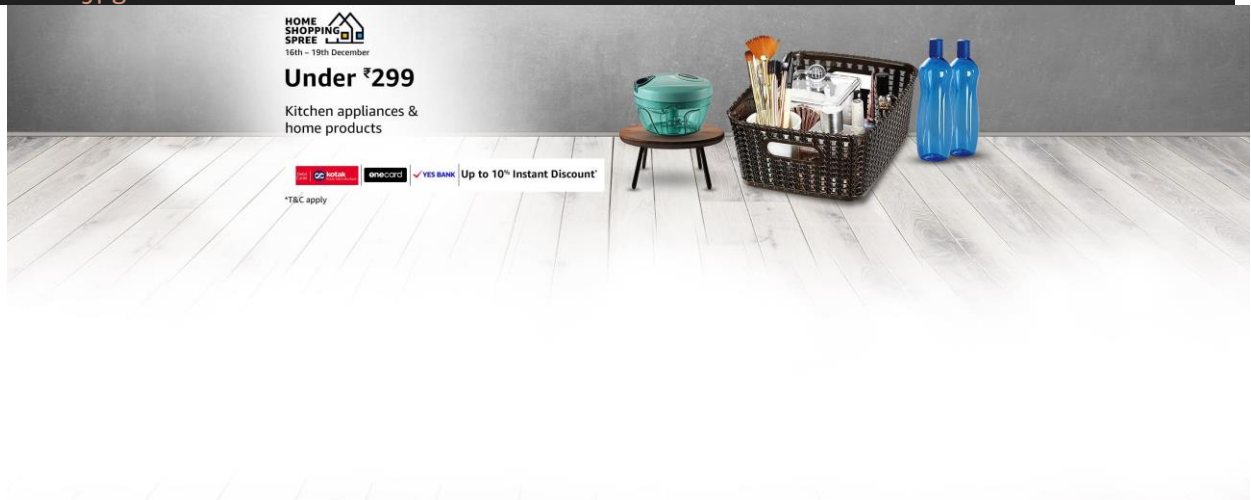 HOME
SHOPPING
SPREE
16th – 19th December
Under ₹299
Kitchen appliances &
home products
kotak onecard YES BANK Up to 10% Instant Discount*
*T&C apply